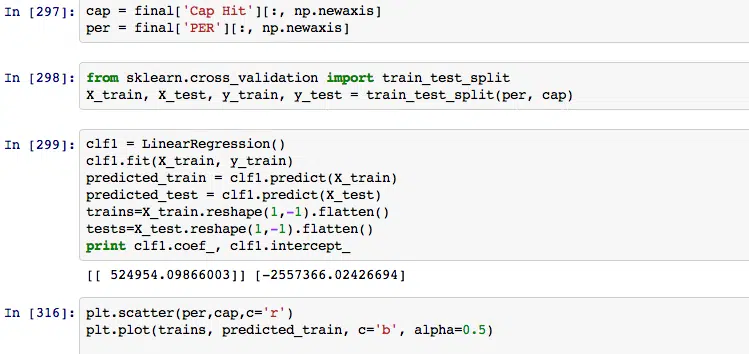 In [297]: cap = final['Cap Hit'][:, np.newaxis]
per = final['PER'][:, np.newaxis]
In [298]: from sklearn.cross_validation import train_test_split
X_train, X_test, y_train, y_test = train_test_split(per, cap)
In [299]: clf1 = LinearRegression()
clf1.fit(X_train, y_train)
predicted_train = clf1.predict(X_train)
predicted_test = clf1.predict(X_test)
trains=X_train.reshape(1,-1).flatten()
tests=X_test.reshape(1,-1).flatten()
print clf1.coef_, clf1.intercept_
[[ 524954.09866003]] [-2557366.02426694]
In [316]: plt.scatter(per,cap,c='r')
plt.plot(trains, predicted_train, c='b', alpha=0.5)